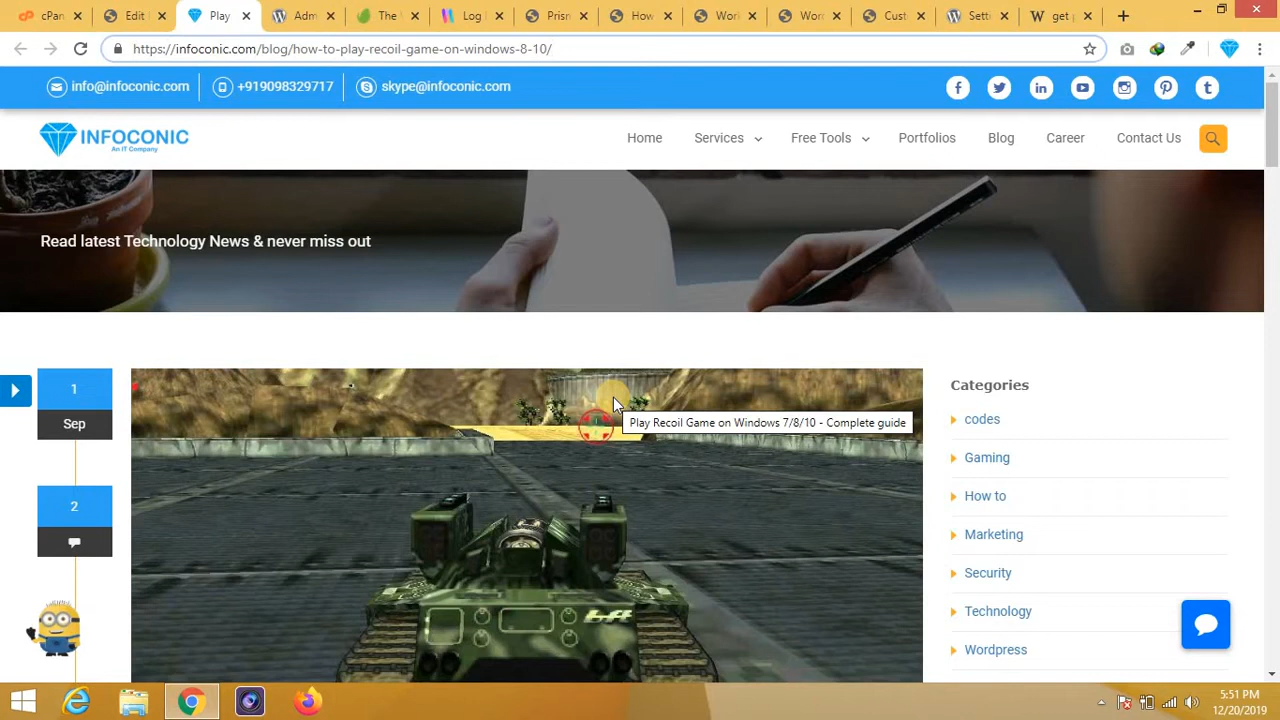 cPan
Edit
Play
Adm
The
Log
Prism
How
Wor
Cust
Setti
get
https://infoconic.com/blog/how-to-play-recoil-game-on-windows-8-10/
info@infoconic.com
+919098329717
skype@infoconic.com
INFOCONIC
An IT Company
Home
Services
Free Tools
Portfolios
Blog
Career
Contact Us
Read latest Technology News & never miss out
1
Sep
2
Play Recoil Game on Windows 7/8/10 - Complete guide
Categories
codes
Gaming
How to
Marketing
Security
Technology
Wordpress
5:51 PM
12/20/2019